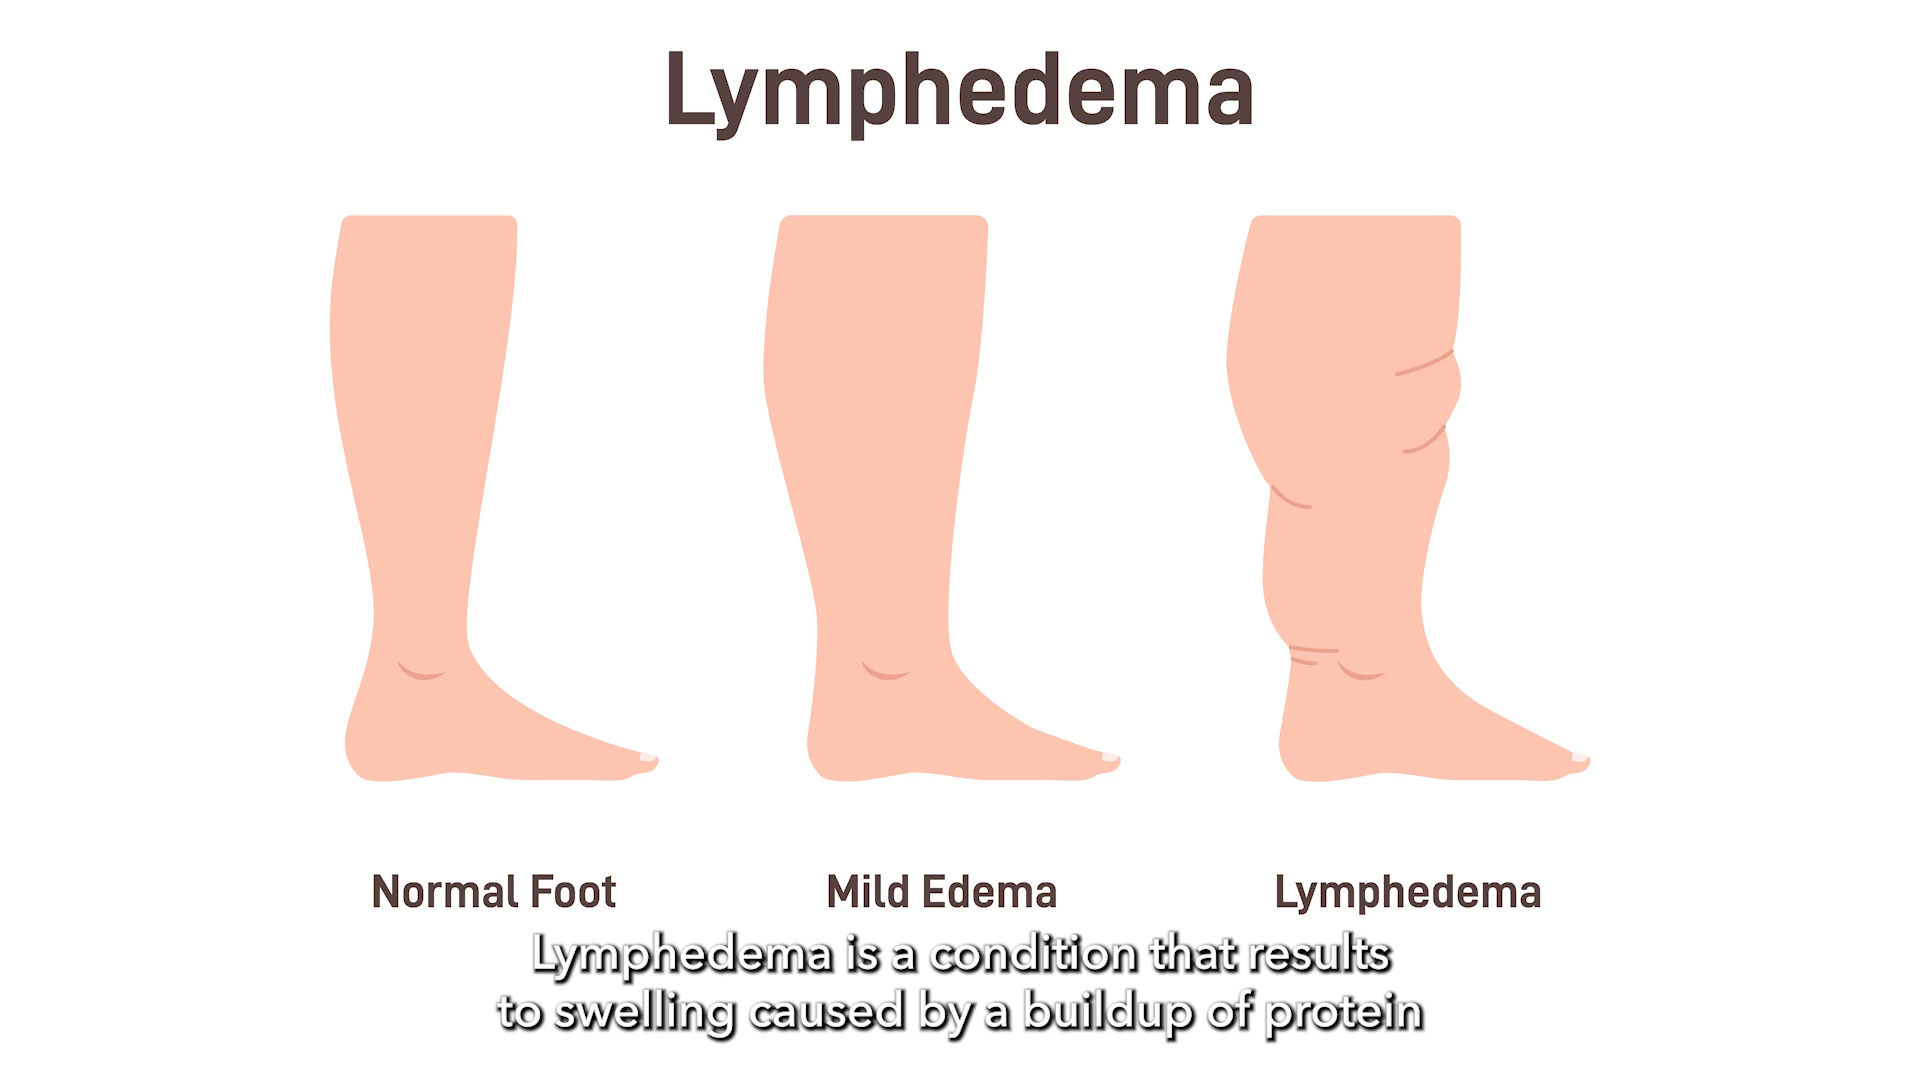 Lymphedema
Normal Foot
Mild Edema
Lymphedema
Lymphedema is a condition that results
to swelling caused by a buildup of protein